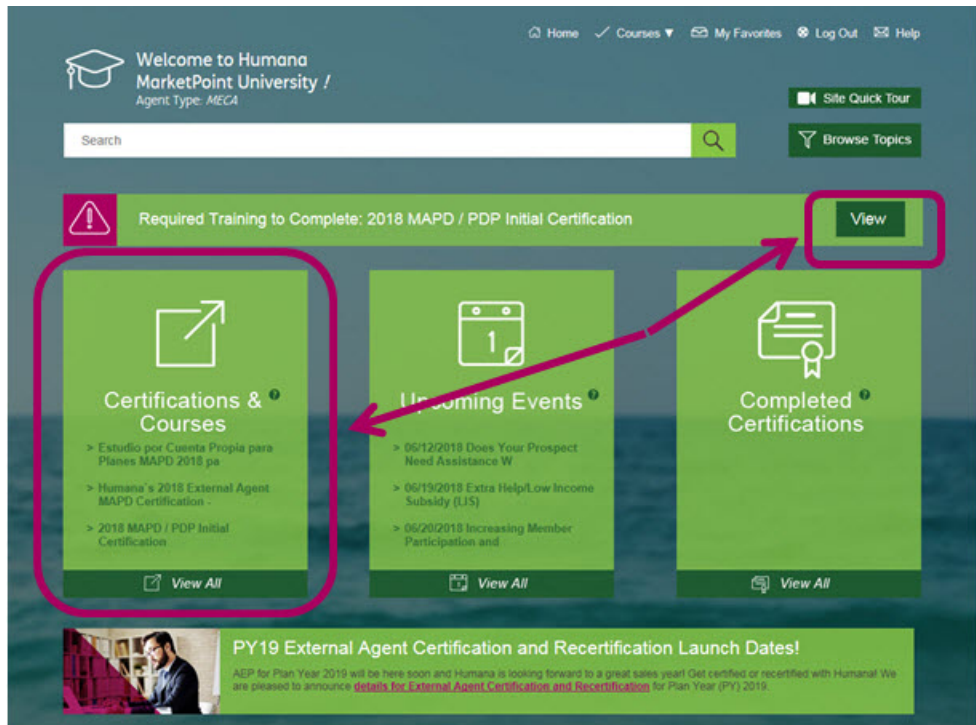 Home Courses ▼ My Favorites Log Out Help
Welcome to Humana
MarketPoint University !
Agent Type: MECA
Site Quick Tour
Search
Browse Topics
Required Training to Complete: 2018 MAPD / PDP Initial Certification
View
Certifications & ?
Courses
> Estudio por Cuenta Propia para
Planes MAPD 2018 pa
> Humana's 2018 External Agent
MAPD Certification -
> 2018 MAPD / PDP Initial
Certification
View All
1
Upcoming Events ?
> 06/12/2018 Does Your Prospect
Need Assistance W
> 06/19/2018 Extra Help/Low Income
Subsidy (LIS)
> 06/20/2018 Increasing Member
Participation and
View All
Completed ?
Certifications
View All
PY19 External Agent Certification and Recertification Launch Dates!
AEP for Plan Year 2019 will be here soon and Humana is looking forward to a great sales year! Get certified or recertified with Humana! We
are pleased to announce details for External Agent Certification and Recertification for Plan Year (PY) 2019.